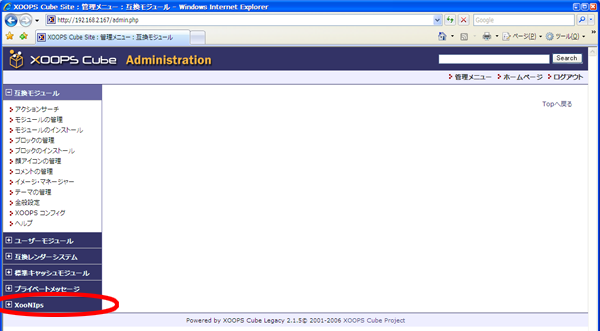 XOOPS Cube Site : 管理メニュー : 互換モジュール - Windows Internet Explorer
http://192.168.2.167/admin.php
Google
XOOPS Cube Site : 管理メニュー : 互換モジュール
ページ(P)
ツール(O)
XOOPS Cube Administration
Search
管理メニュー ホームページ ログアウト
互換モジュール
Topへ戻る
アクションサーチ
モジュールの管理
モジュールのインストール
ブロックの管理
ブロックのインストール
顔アイコンの管理
コメントの管理
イメージ・マネージャー
テーマの管理
全般設定
XOOPS コンフィグ
ヘルプ
ユーザーモジュール
互換レンダーシステム
標準キャッシュモジュール
プライベートメッセージ
XooNIps
Powered by XOOPS Cube Legacy 2.1.5© 2001-2006 XOOPS Cube Project